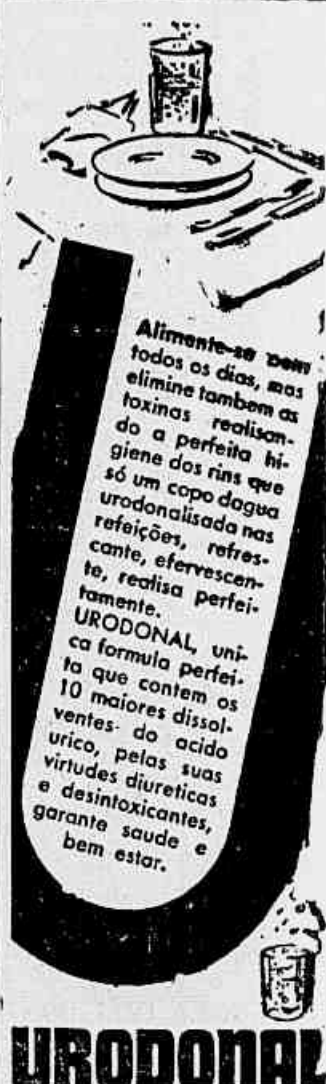 Alimente-se bem
todos os dias, mas
elimine tambem as
toxinas realisan-
do a perfeita hi-
giene dos rins que
só um copo dagua
urodonalisada nas
refeições, refres-
cante, efervescen-
te, realisa perfei-
tamente.
URODONAL, uni-
ca formula perfei-
ta que contem os
10 maiores dissol-
ventes do acido
urico, pelas suas
virtudes diureticas
e desintoxicantes,
garante saude e
bem estar.
URODONAL